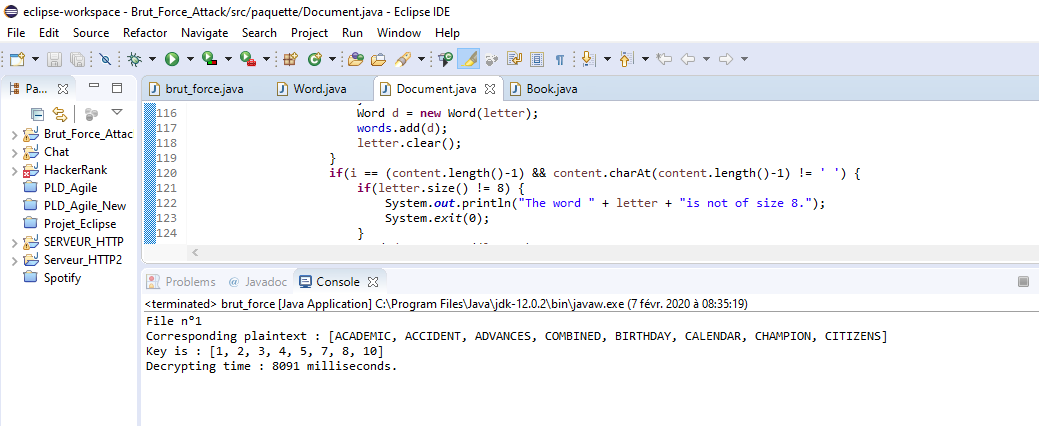 eclipse-workspace - Brut_Force_Attack/src/paquette/Document.java - Eclipse IDE
File Edit Source Refactor Navigate Search Project Run Window Help
Pa...
brut_force.java Word.java Document.java Book.java
Brut_Force_Attac
Chat
HackerRank
PLD_Agile
PLD_Agile_New
Projet_Eclipse
SERVEUR_HTTP
Serveur_HTTP2
Spotify
116 Word d = new Word(letter);
117 words.add(d);
118 letter.clear();
119 }
120 if(i == (content.length()-1) && content.charAt(content.length()-1) != ' ') {
121 if(letter.size() != 8) {
122 System.out.println("The word " + letter + "is not of size 8.");
123 System.exit(0);
124 }
Problems @ Javadoc Console
<terminated> brut_force [Java Application] C:\Program Files\Java\jdk-12.0.2\bin\javaw.exe (7 févr. 2020 à 08:35:19)
File n°1
Corresponding plaintext : [ACADEMIC, ACCIDENT, ADVANCES, COMBINED, BIRTHDAY, CALENDAR, CHAMPION, CITIZENS]
Key is : [1, 2, 3, 4, 5, 7, 8, 10]
Decrypting time : 8091 milliseconds.